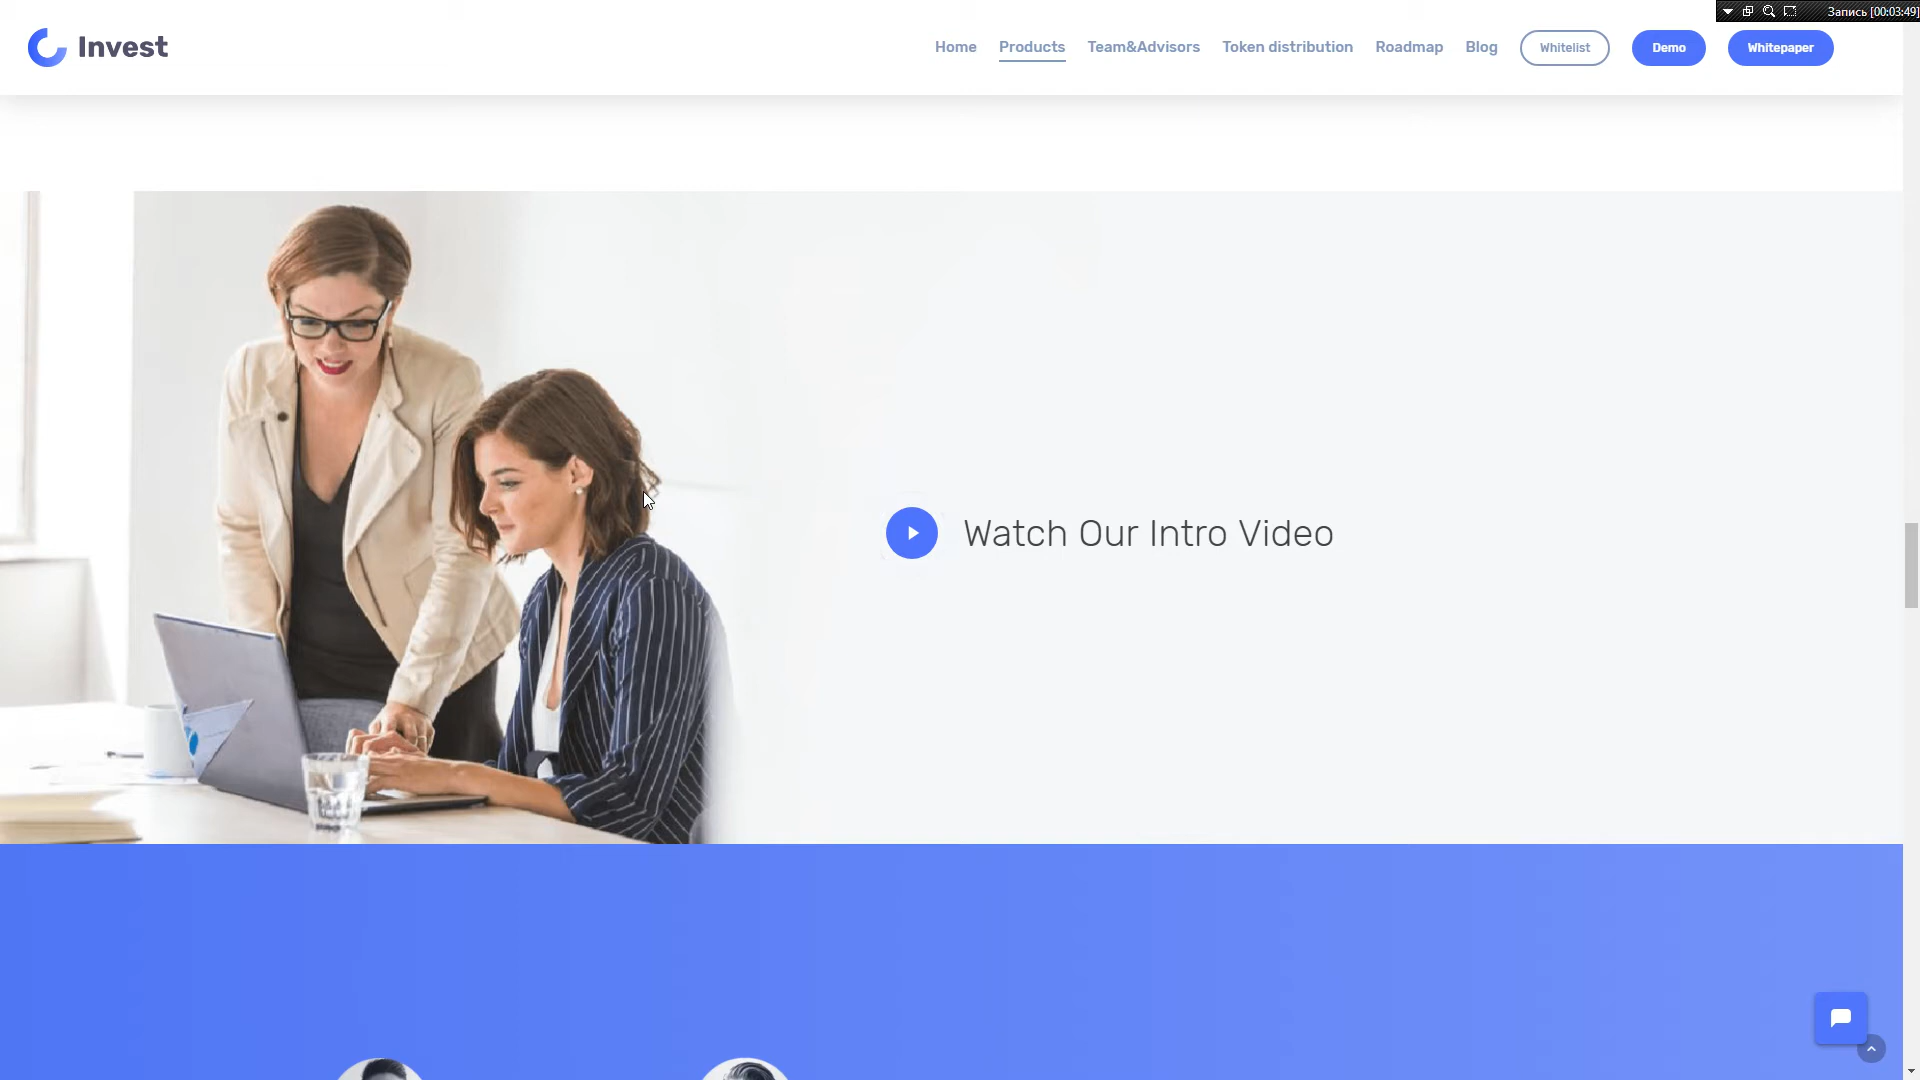 Запись [00:03:49]
Invest
Home
Products
Team&Advisors
Token distribution
Roadmap
Blog
Whitelist
Demo
Whitepaper
Watch Our Intro Video